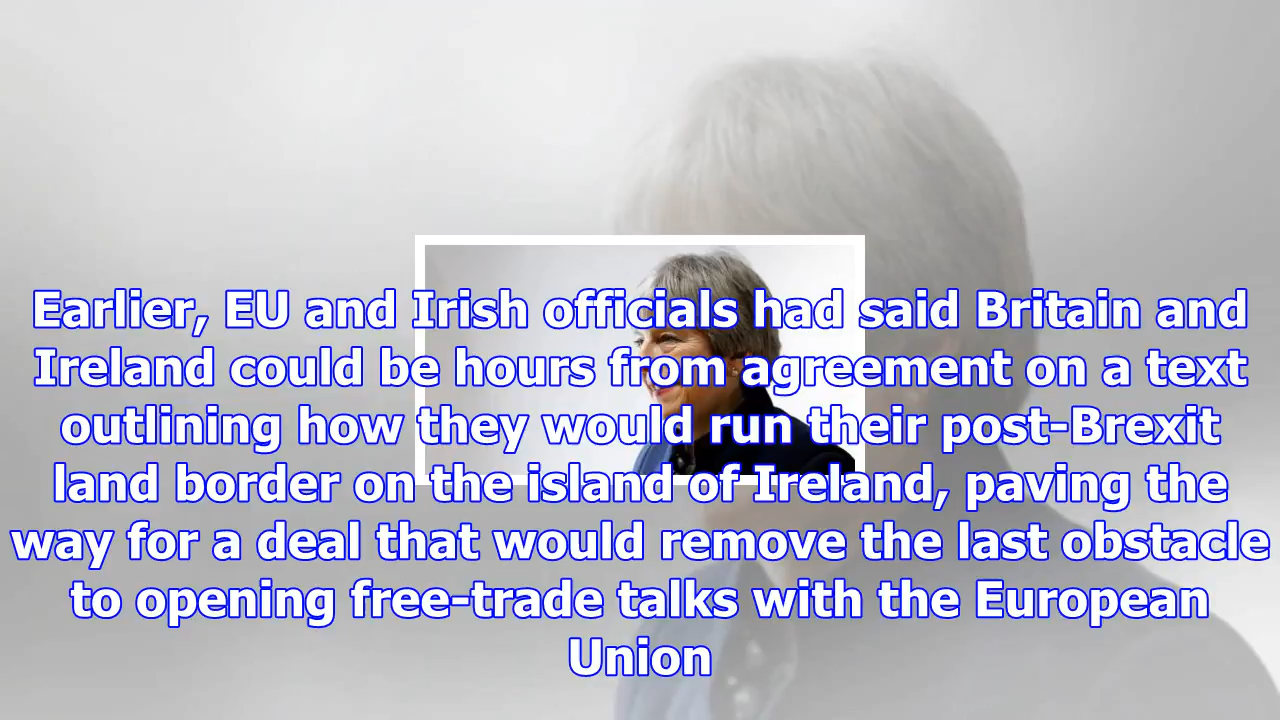 Earlier, EU and Irish officials had said Britain and
Ireland could be hours from agreement on a text
outlining how they would run their post-Brexit
land border on the island of Ireland, paving the
way for a deal that would remove the last obstacle
to opening free-trade talks with the European
Union